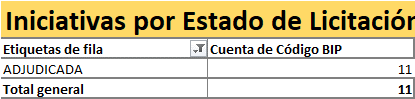 Iniciativas por Estado de Licitación
Etiquetas de fila Cuenta de Código BIP
ADJUDICADA 11
Total general 11